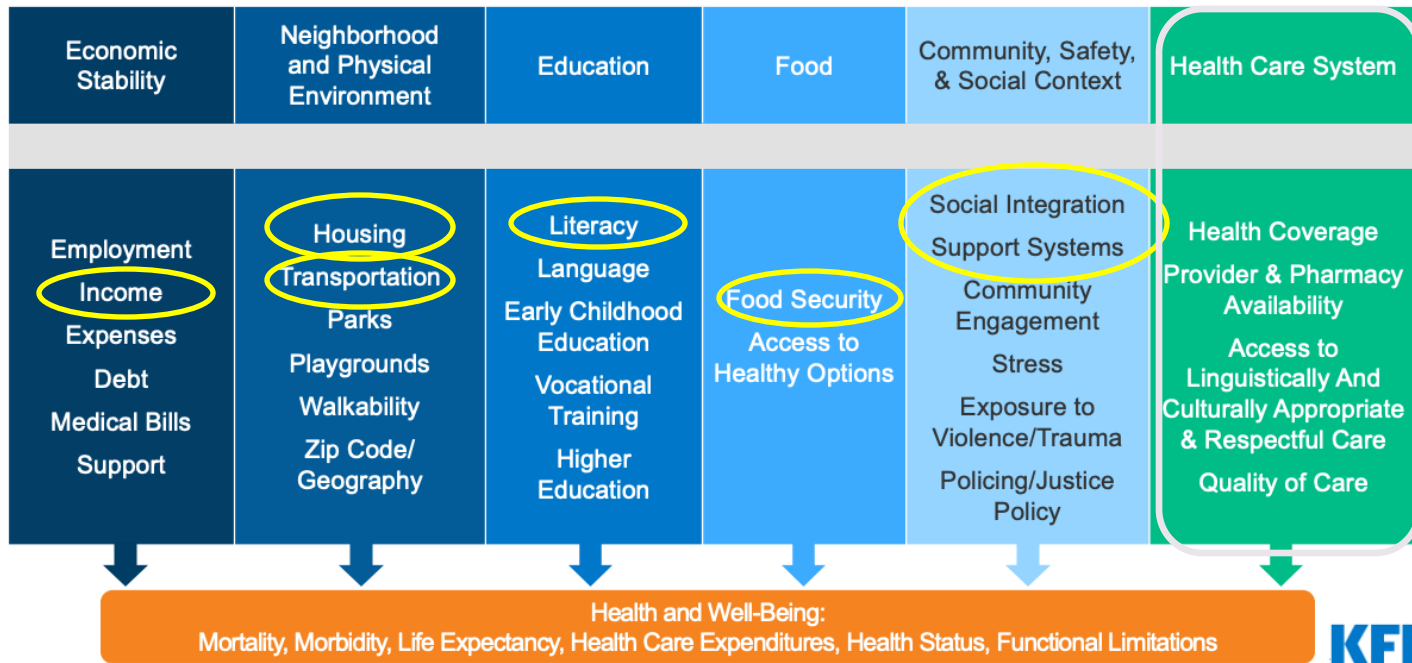 Economic
Stability
Neighborhood
and Physical
Environment
Education
Food
Community, Safety,
& Social Context
Health Care System
Employment
Income
Expenses
Debt
Medical Bills
Support
Housing
Transportation
Parks
Playgrounds
Walkability
Zip Code/
Geography
Literacy
Language
Early Childhood
Education
Vocational
Training
Higher
Education
Food Security
Access to
Healthy Options
Social Integration
Support Systems
Community
Engagement
Stress
Exposure to
Violence/Trauma
Policing/Justice
Policy
Health Coverage
Provider & Pharmacy
Availability
Access to
Linguistically And
Culturally Appropriate
& Respectful Care
Quality of Care
Health and Well-Being:
Mortality, Morbidity, Life Expectancy, Health Care Expenditures, Health Status, Functional Limitations